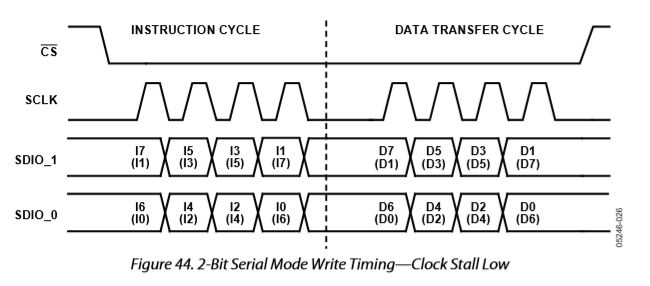 INSTRUCTION CYCLE DATA TRANSFER CYCLE
CS
SCLK
SDIO_1
I7 I5 I3 I1 D7 D5 D3 D1
(I1) (I3) (I5) (I7) (D1) (D3) (D5) (D7)
SDIO_0
I6 I4 I2 I0 D6 D4 D2 D0
(I0) (I2) (I4) (I6) (D0) (D2) (D4) (D6)
05246-026
Figure 44. 2-Bit Serial Mode Write Timing—Clock Stall Low